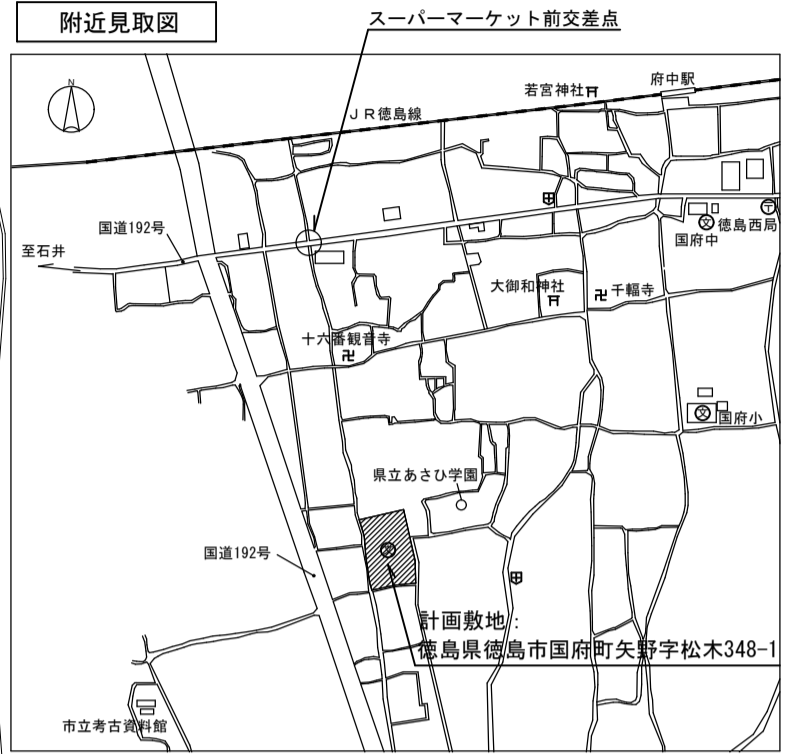 附近見取図
スーパーマーケット前交差点
N
若宮神社
府中駅
JR徳島線
国道192号
至石井
文
〒
徳島西局
国府中
大御和神社
卍
千輻寺
十六番観音寺
卍
文
国府小
県立あさひ学園
文
国道192号
計画敷地：
徳島県徳島市国府町矢野字松木348-1
市立考古資料館